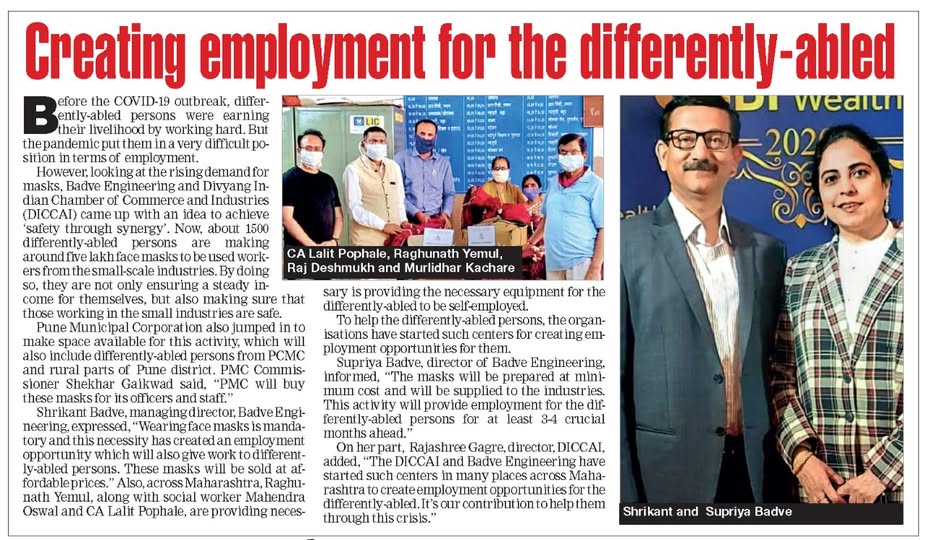 Creating employment for the differently-abled
Before the COVID-19 outbreak, differ-
ently-abled persons were earning
their livelihood by working hard. But
the pandemic put them in a very difficult po-
sition in terms of employment.
However, looking at the rising demand for
masks, Badve Engineering and Divyang In-
dian Chamber of Commerce and Industries
(DICCAI) came up with an idea to achieve
‘safety through synergy’. Now, about 1500
differently-abled persons are making
around five lakh face masks to be used work-
ers from the small-scale industries. By doing
so, they are not only ensuring a steady in-
come for themselves, but also making sure that
those working in the small industries are safe.
Pune Municipal Corporation also jumped in to
make space available for this activity, which will
also include differently-abled persons from PCMC
and rural parts of Pune district. PMC Commis-
sioner Shekhar Gaikwad said, “PMC will buy
these masks for its officers and staff.”
Shrikant Badve, managing director, Badve Engi-
neering, expressed, “Wearing face masks is manda-
tory and this necessity has created an employment
opportunity which will also give work to different-
ly-abled persons. These masks will be sold at af-
fordable prices.” Also, across Maharashtra, Raghu-
nath Yemul, along with social worker Mahendra
Oswal and CA Lalit Pophale, are providing neces-
LIC
CA Lalit Pophale, Raghunath Yemul,
Raj Deshmukh and Murlidhar Kachare
sary is providing the necessary equipment for the
differently-abled to be self-employed.
To help the differently-abled persons, the organ-
isations have started such centers for creating em-
ployment opportunities for them.
Supriya Badve, director of Badve Engineering,
informed, “The masks will be prepared at mini-
mum cost and will be supplied to the industries.
This activity will provide employment for the dif-
ferently-abled persons for at least 3-4 crucial
months ahead.”
On her part, Rajashree Gagre, director, DICCAI,
added, “The DICCAI and Badve Engineering have
started such centers in many places across Maha-
rashtra to create employment opportunities for the
differently-abled. It’s our contribution to help them
through this crisis.”
Wealth
202
Shrikant and Supriya Badve